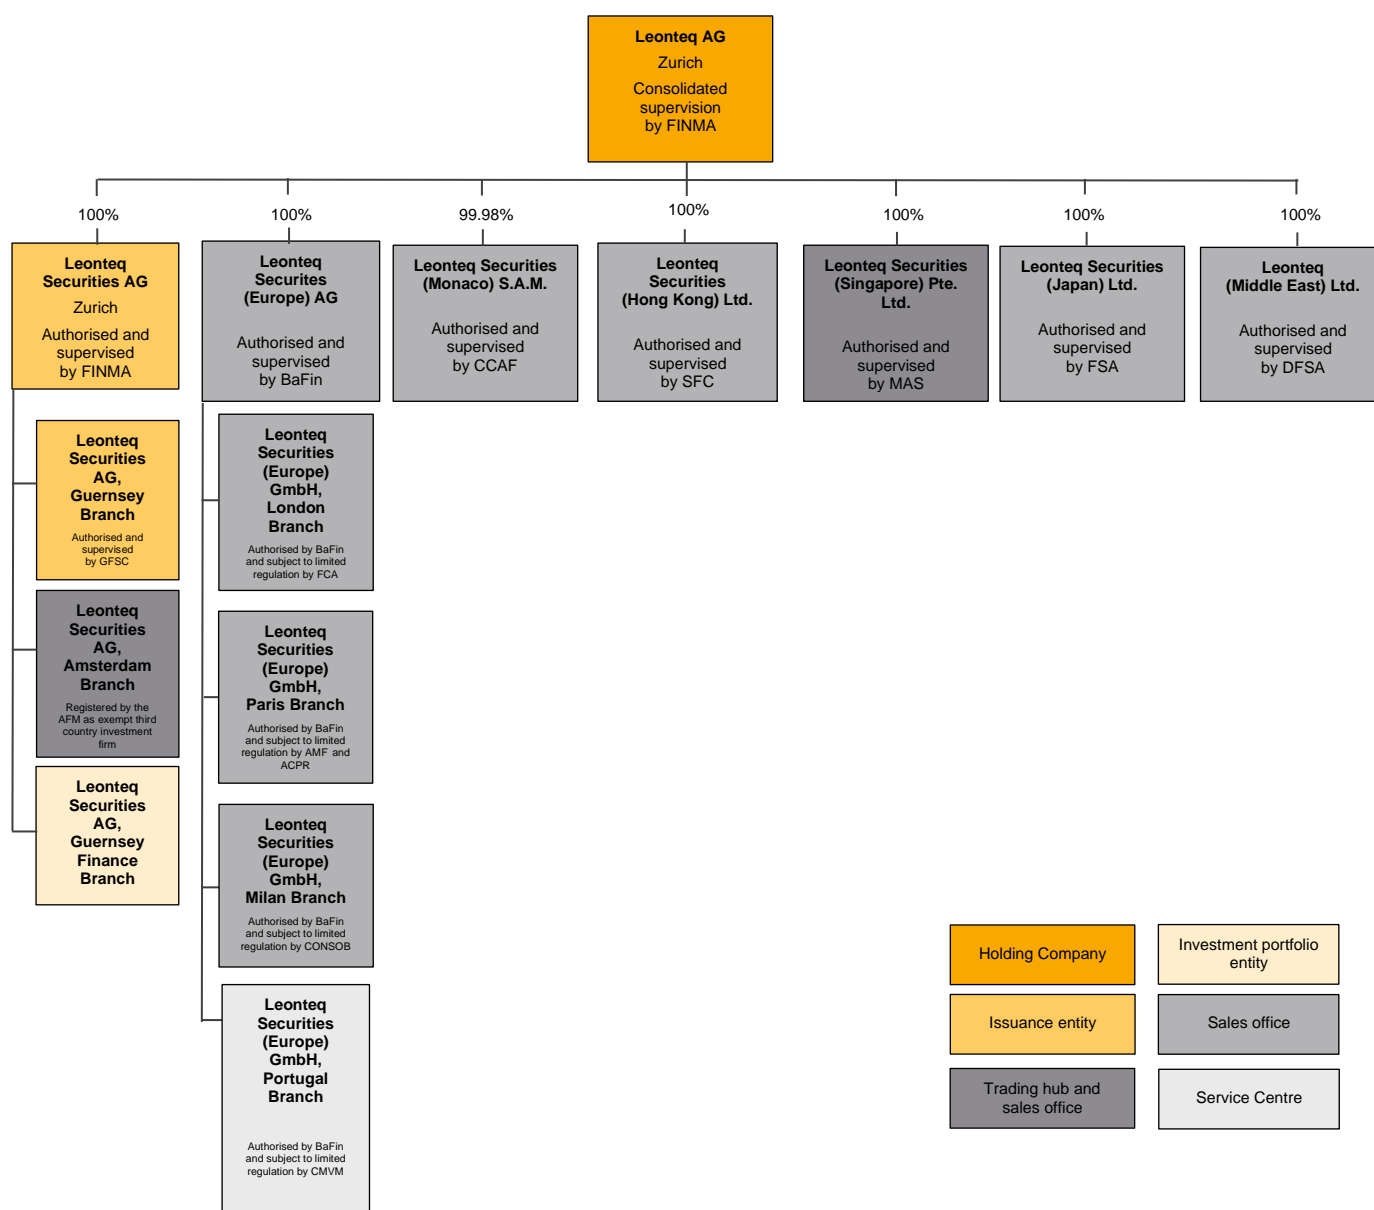 Leonteq AG
Zurich
Consolidated
supervision
by FINMA
100%
100%
99.98%
100%
100%
100%
100%
Leonteq
Securities AG
Zurich
Authorised and
supervised
by FINMA
Leonteq
Securites
(Europe) AG
Authorised and
supervised
by BaFin
Leonteq Securities
(Monaco) S.A.M.
Authorised and
supervised
by CCAF
Leonteq
Securities
(Hong Kong) Ltd.
Authorised and
supervised
by SFC
Leonteq Securities
(Singapore) Pte.
Ltd.
Authorised and
supervised
by MAS
Leonteq Securities
(Japan) Ltd.
Authorised and
supervised
by FSA
Leonteq
(Middle East) Ltd.
Authorised and
supervised
by DFSA
Leonteq
Securities
AG,
Guernsey
Branch
Authorised and
supervised
by GFSC
Leonteq
Securities
AG,
Amsterdam
Branch
Registered by the
AFM as exempt third
country investment
firm
Leonteq
Securities
AG,
Guernsey
Finance
Branch
Leonteq
Securities
(Europe)
GmbH,
London
Branch
Authorised by BaFin
and subject to limited
regulation by FCA
Leonteq
Securities
(Europe)
GmbH,
Paris Branch
Authorised by BaFin
and subject to limited
regulation by AMF and
ACPR
Leonteq
Securities
(Europe)
GmbH,
Milan Branch
Authorised by BaFin
and subject to limited
regulation by CONSOB
Leonteq
Securities
(Europe)
GmbH,
Portugal
Branch
Authorised by BaFin
and subject to limited
regulation by CMVM
Holding Company
Investment portfolio
entity
Issuance entity
Sales office
Trading hub and
sales office
Service Centre